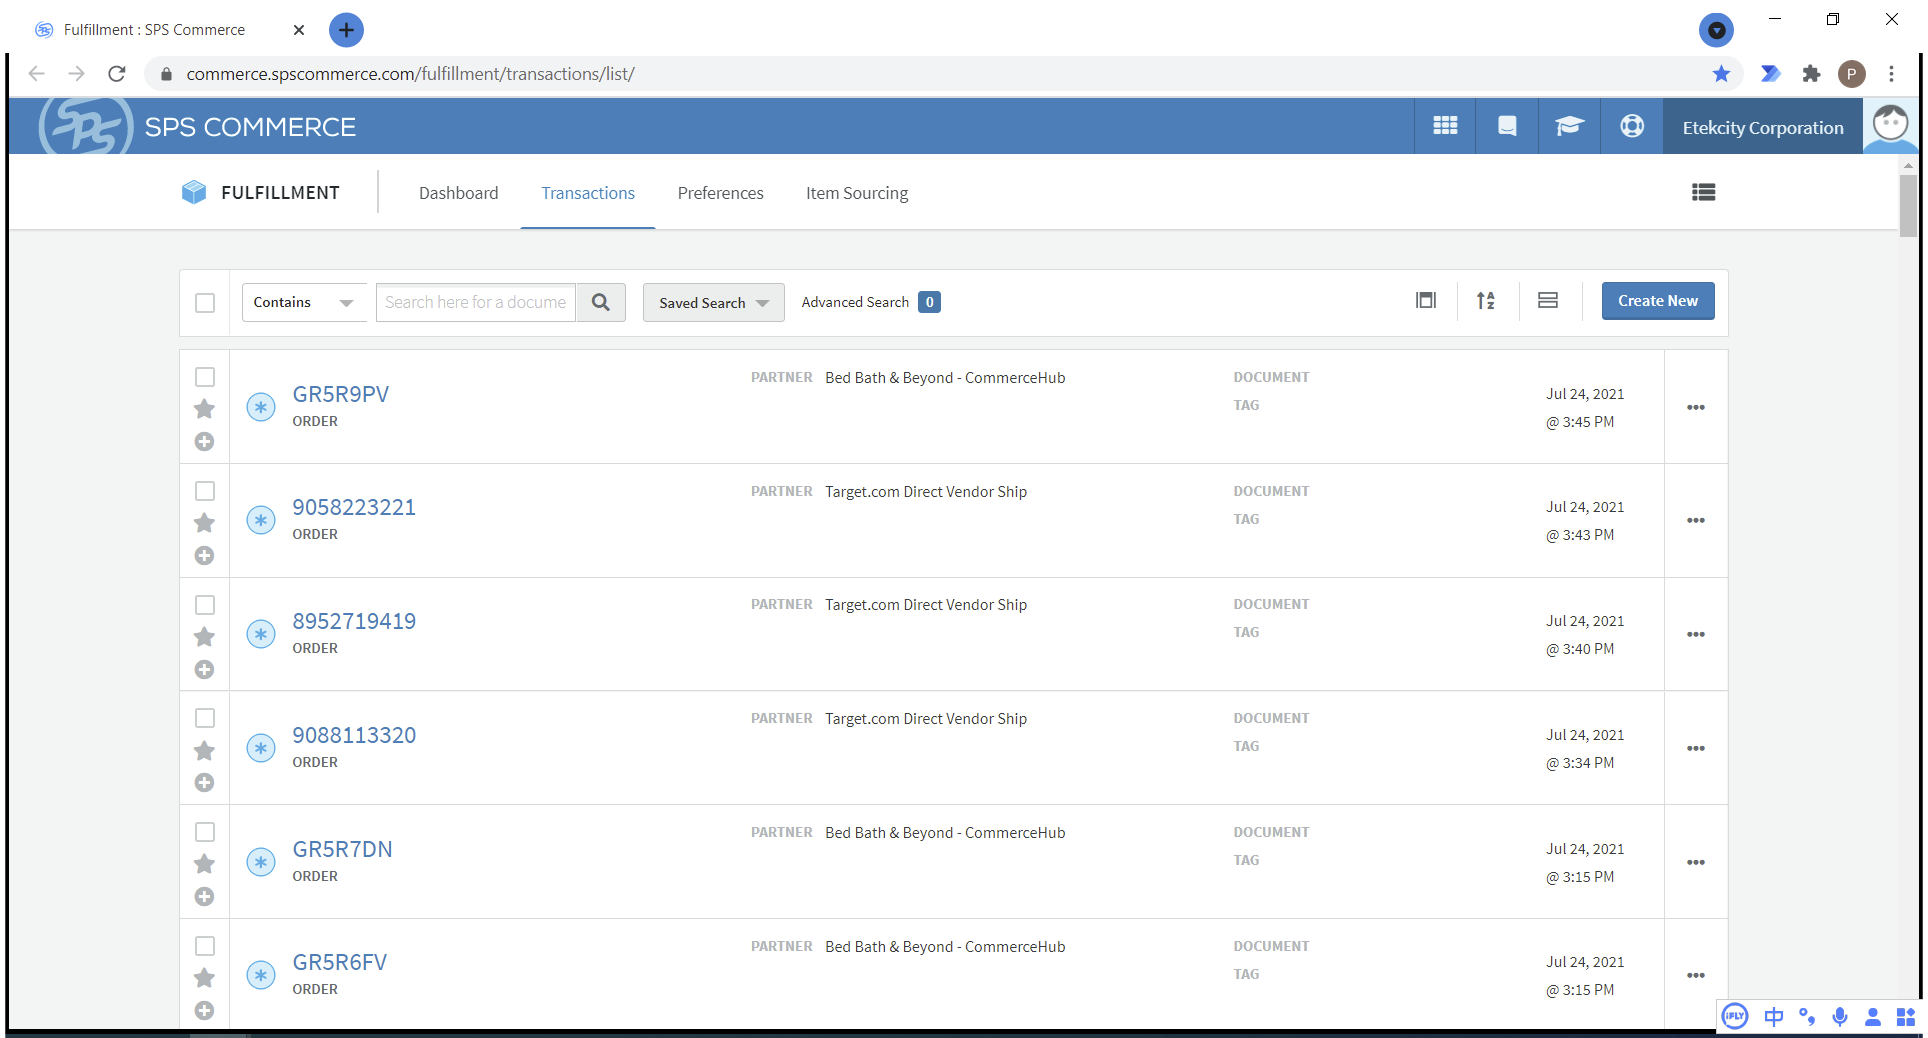 Fulfillment : SPS Commerce
commerce.spscommerce.com/fulfillment/transactions/list/
P
SPS
SPS COMMERCE
Etekcity Corporation
FULFILLMENT
Dashboard
Transactions
Preferences
Item Sourcing
Contains
Search here for a docume
Saved Search
Advanced Search
0
Create New
GR5R9PV
ORDER
PARTNER Bed Bath & Beyond - CommerceHub
DOCUMENT
TAG
Jul 24, 2021
@ 3:45 PM
9058223221
ORDER
PARTNER Target.com Direct Vendor Ship
DOCUMENT
TAG
Jul 24, 2021
@ 3:43 PM
8952719419
ORDER
PARTNER Target.com Direct Vendor Ship
DOCUMENT
TAG
Jul 24, 2021
@ 3:40 PM
9088113320
ORDER
PARTNER Target.com Direct Vendor Ship
DOCUMENT
TAG
Jul 24, 2021
@ 3:34 PM
GR5R7DN
ORDER
PARTNER Bed Bath & Beyond - CommerceHub
DOCUMENT
TAG
Jul 24, 2021
@ 3:15 PM
GR5R6FV
ORDER
PARTNER Bed Bath & Beyond - CommerceHub
DOCUMENT
TAG
Jul 24, 2021
@ 3:15 PM
iFLY 中